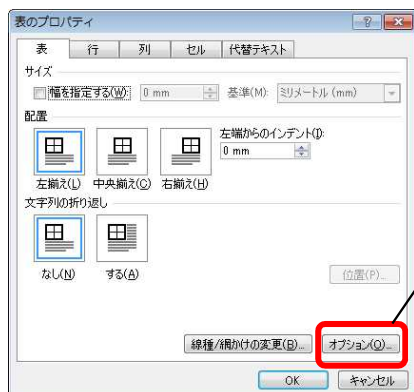 表のプロパティ
表 行 列 セル 代替テキスト
サイズ
幅を指定する(W): 0 mm 基準(M): ミリメートル (mm)
配置
左端からのインデント(I):
0 mm
左揃え(L) 中央揃え(C) 右揃え(H)
文字列の折り返し
なし(N) する(A)
位置(P)...
線種/網かけの変更(B)... オプション(O)...
OK キャンセル